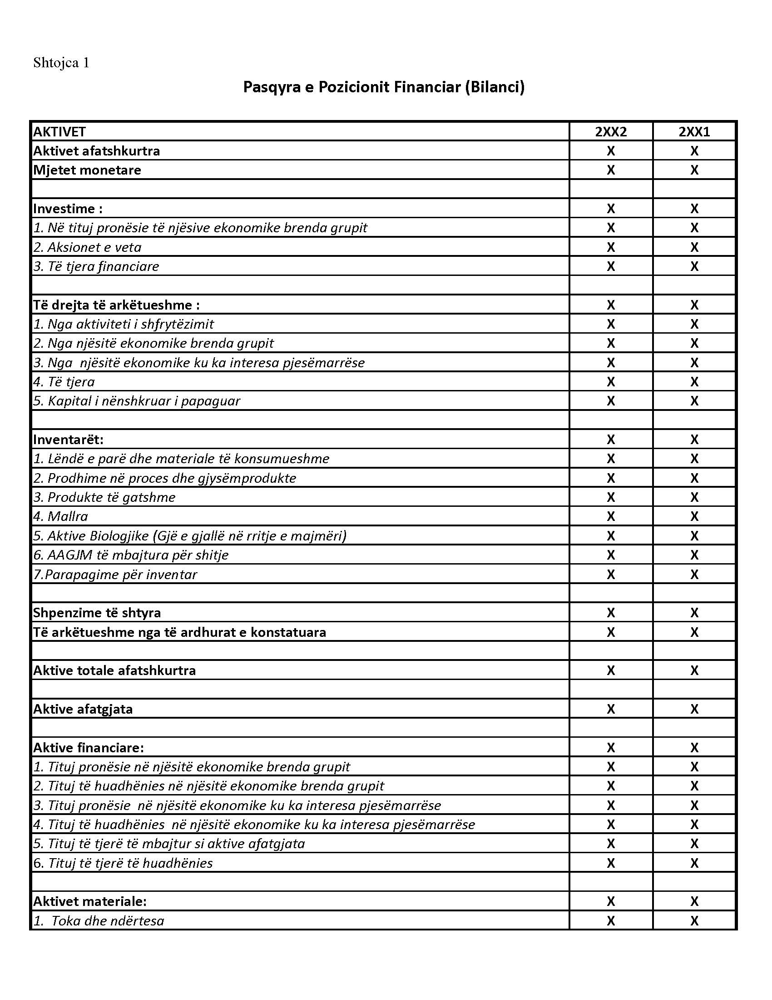 Shtojca 1
Pasqyra e Pozicionit Financiar (Bilanci)
AKTIVET 2XX2 2XX1
Aktivet afatshkurtra X X
Mjetet monetare X X
Investime : X X
1. Në tituj pronësie të njësive ekonomike brenda grupit X X
2. Aksionet e veta X X
3. Të tjera financiare X X
Të drejta të arkëtueshme : X X
1. Nga aktiviteti i shfrytëzimit X X
2. Nga njësitë ekonomike brenda grupit X X
3. Nga njësitë ekonomike ku ka interesa pjesëmarrëse X X
4. Të tjera X X
5. Kapital i nënshkruar i papaguar X X
Inventarët: X X
1. Lëndë e parë dhe materiale të konsumueshme X X
2. Prodhime në proces dhe gjysëmprodukte X X
3. Produkte të gatshme X X
4. Mallra X X
5. Aktive Biologjike (Gjë e gjallë në rritje e majmëri) X X
6. AAGJM të mbajtura për shitje X X
7.Parapagime për inventar X X
Shpenzime të shtyra X X
Të arkëtueshme nga të ardhurat e konstatuara X X
Aktive totale afatshkurtra X X
Aktive afatgjata X X
Aktive financiare: X X
1. Tituj pronësie në njësitë ekonomike brenda grupit X X
2. Tituj të huadhënies në njësitë ekonomike brenda grupit X X
3. Tituj pronësie në njësitë ekonomike ku ka interesa pjesëmarrëse X X
4. Tituj të huadhënies në njësitë ekonomike ku ka interesa pjesëmarrëse X X
5. Tituj të tjerë të mbajtur si aktive afatgjata X X
6. Tituj të tjerë të huadhënies X X
Aktivet materiale: X X
1. Toka dhe ndërtesa X X